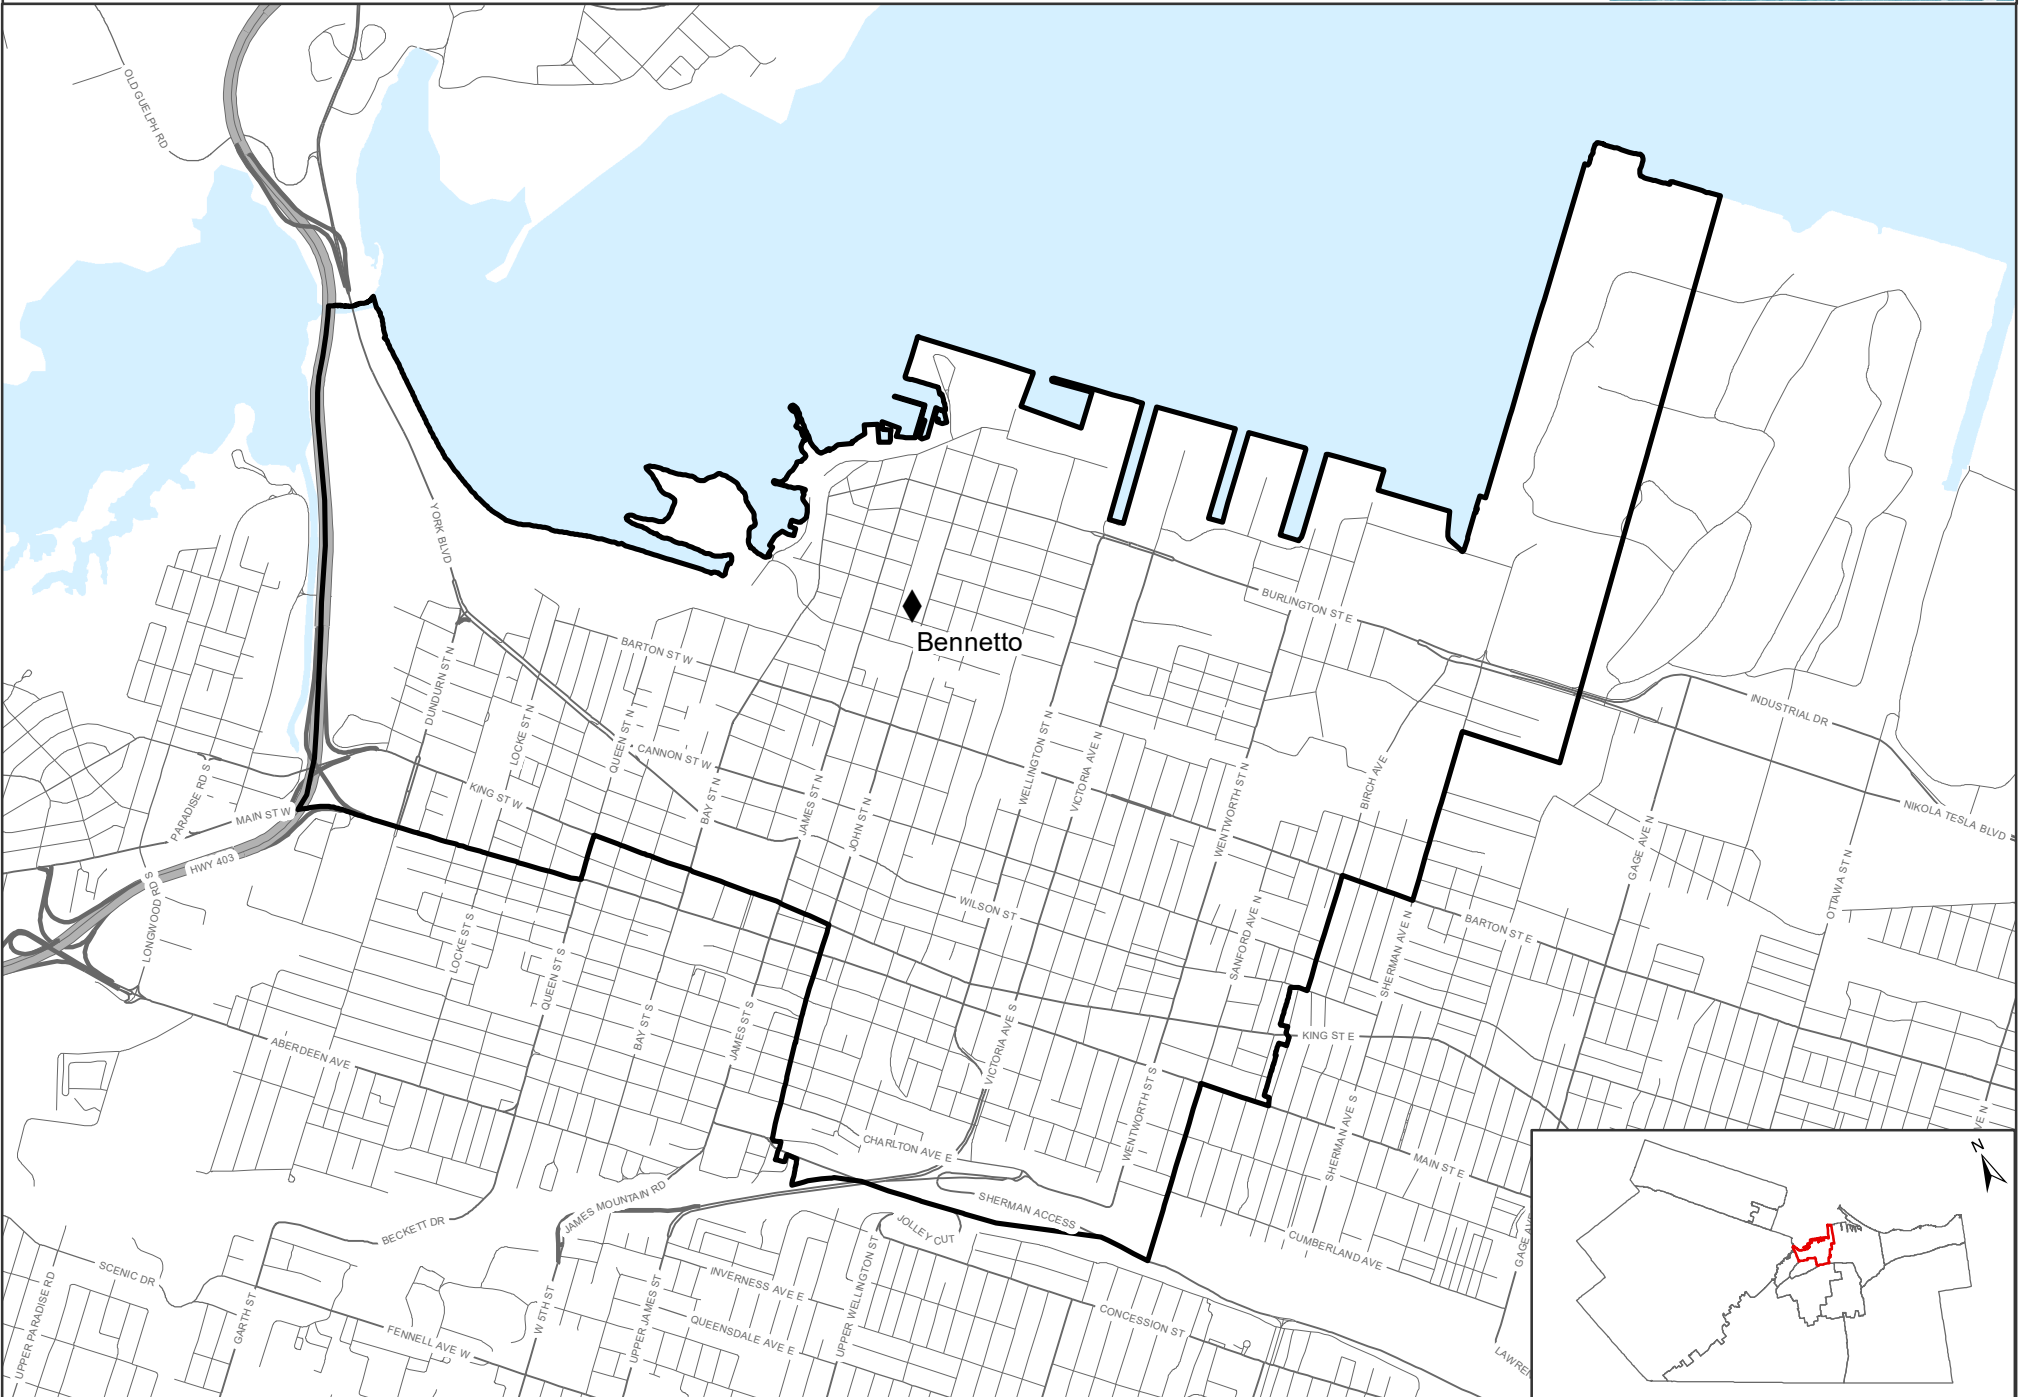 OLD GUELPH RD
YORK BLVD
BURLINGTON ST E
Bennetto
BARTON ST W
DUNDURN ST N
LOCKE ST N
QUEEN ST N
CANNON ST W
BAY ST N
JAMES ST N
JOHN ST N
WELLINGTON ST N
VICTORIA AVE N
WENTWORTH ST N
BIRCH AVE
INDUSTRIAL DR
NIKOLA TESLA BLVD
GAGE AVE N
OTTAWA ST N
PARADISE RD S
MAIN ST W
HWY 403
KING ST W
LONGWOOD RD S
LOCKE ST S
QUEEN ST S
BAY ST S
JAMES ST S
WILSON ST
SANFORD AVE N
SHERMAN AVE N
BARTON ST E
KING ST E
ABERDEEN AVE
VICTORIA AVE S
WENTWORTH ST S
SHERMAN AVE S
MAIN ST E
CHARLTON AVE E
SHERMAN ACCESS
JAMES MOUNTAIN RD
BECKETT DR
JOLLEY CUT
CUMBERLAND AVE
GAGE AVE
VE N
N
SCENIC DR
UPPER PARADISE RD
GARTH ST
FENNELL AVE W
W 5TH ST
UPPER JAMES ST
INVERNESS AVE E
QUEENSDALE AVE E
UPPER WELLINGTON ST
CONCESSION ST
LAWREN